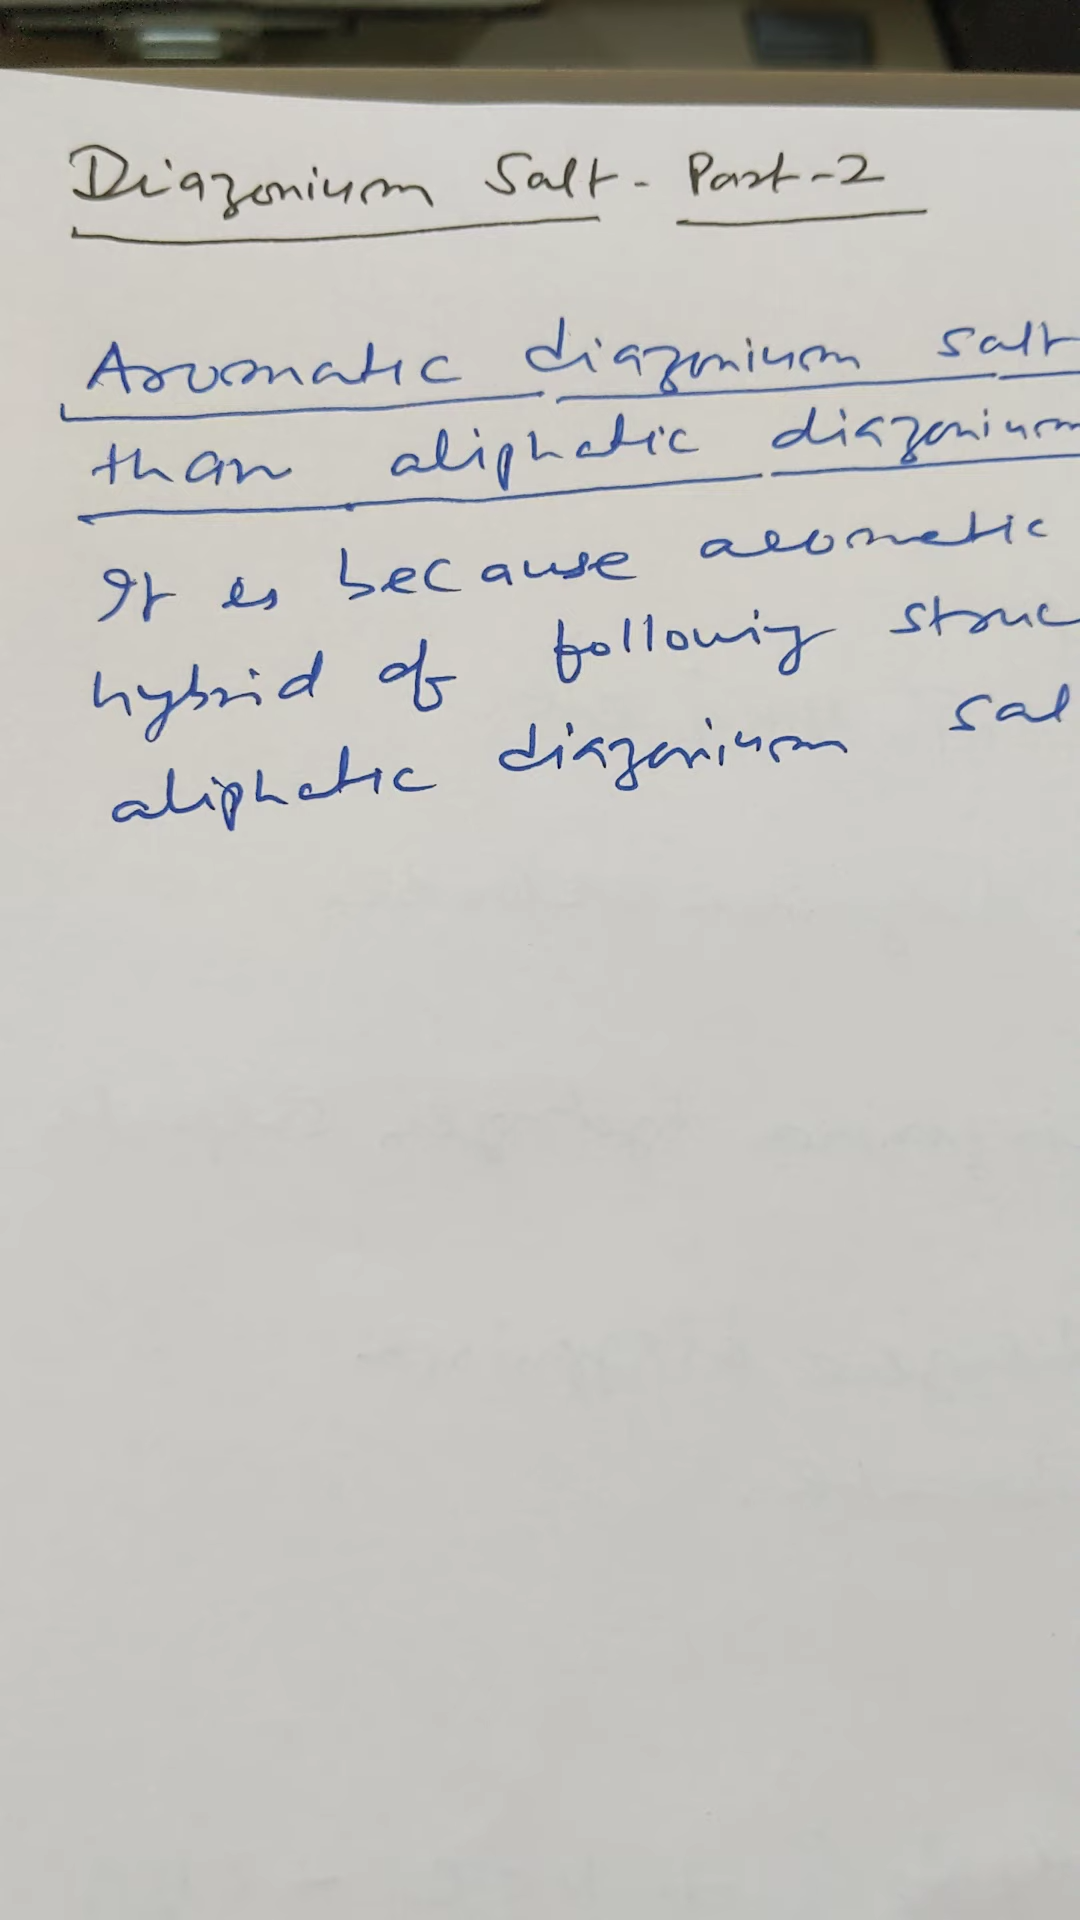 Diazonium Salt - Part-2
Aromatic diazonium salt
than aliphatic diazonium
It is because aromatic
hybrid of following struc
aliphatic diazonium sal